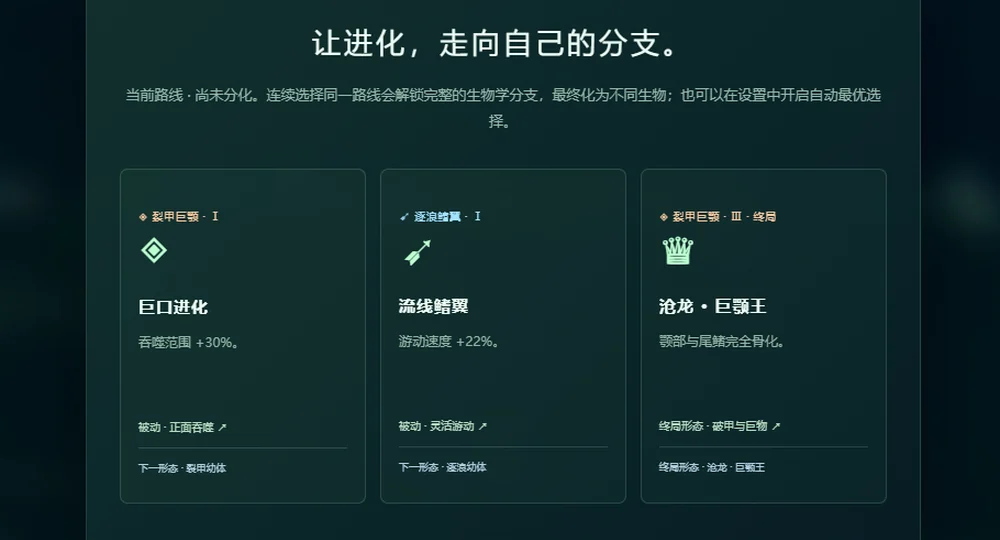 让进化，走向自己的分支。
当前路线 · 尚未分化。连续选择同一路线会解锁完整的生物学分支，最终化为不同生物；也可以在设置中开启自动最优选
择。
◈ 裂甲巨颚 · Ⅰ
巨口进化
吞噬范围 +30%。
被动 · 正面吞噬 ↗
下一形态 · 裂甲幼体
➶ 逐浪鳍翼 · Ⅰ
流线鳍翼
游动速度 +22%。
被动 · 灵活游动 ↗
下一形态 · 逐浪幼体
◈ 裂甲巨颚 · Ⅲ · 终局
沧龙 · 巨颚王
颚部与尾鳍完全骨化。
终局形态 · 破甲与巨物 ↗
终局形态 · 沧龙 · 巨颚王